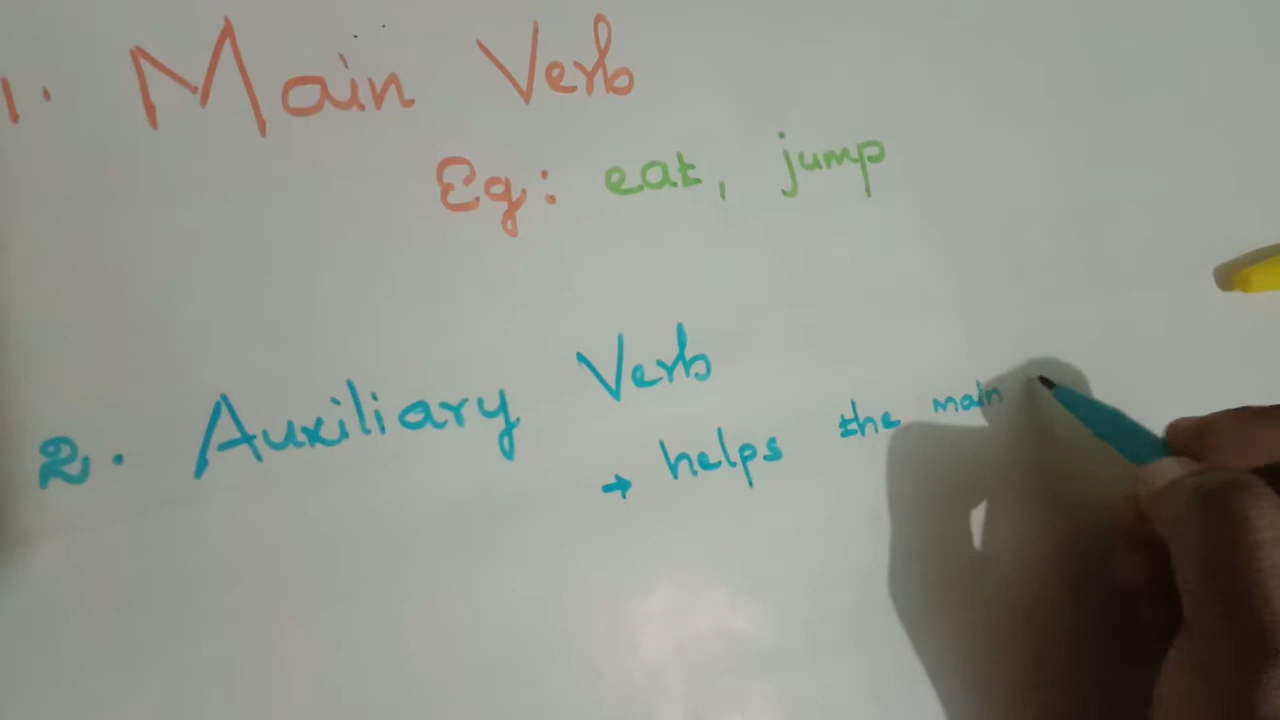 1. Main Verb
Eg: eat, jump
2. Auxiliary Verb
→ helps the main